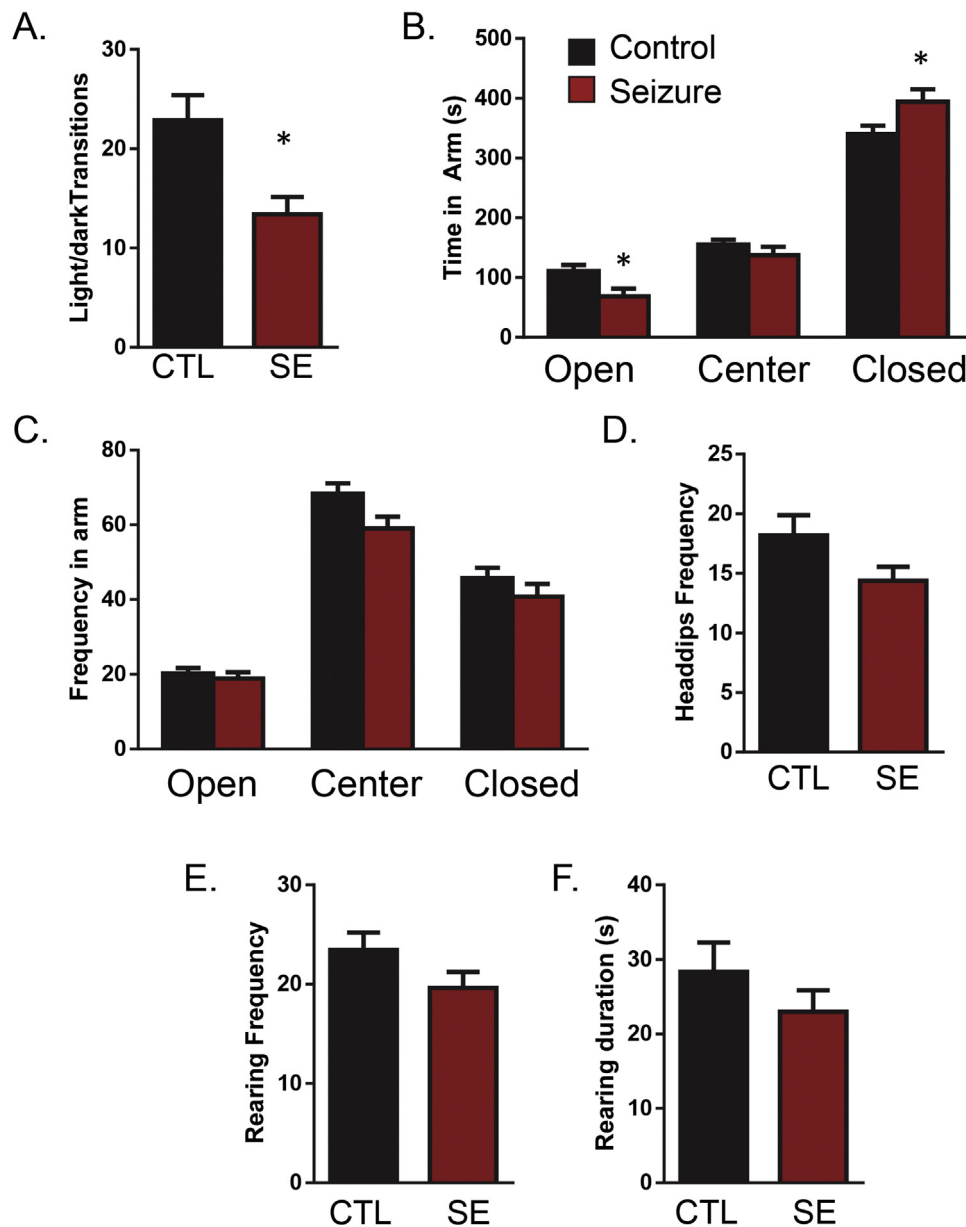 A.
Light/darkTransitions
30
20
10
0
CTL SE
*
B.
Time in Arm (s)
500
400
300
200
100
0
Control
Seizure
*
*
Open Center Closed
C.
Frequency in arm
80
60
40
20
0
Open Center Closed
D.
Headdips Frequency
25
20
15
10
5
0
CTL SE
E.
Rearing Frequency
30
20
10
0
CTL SE
F.
Rearing duration (s)
40
30
20
10
0
CTL SE